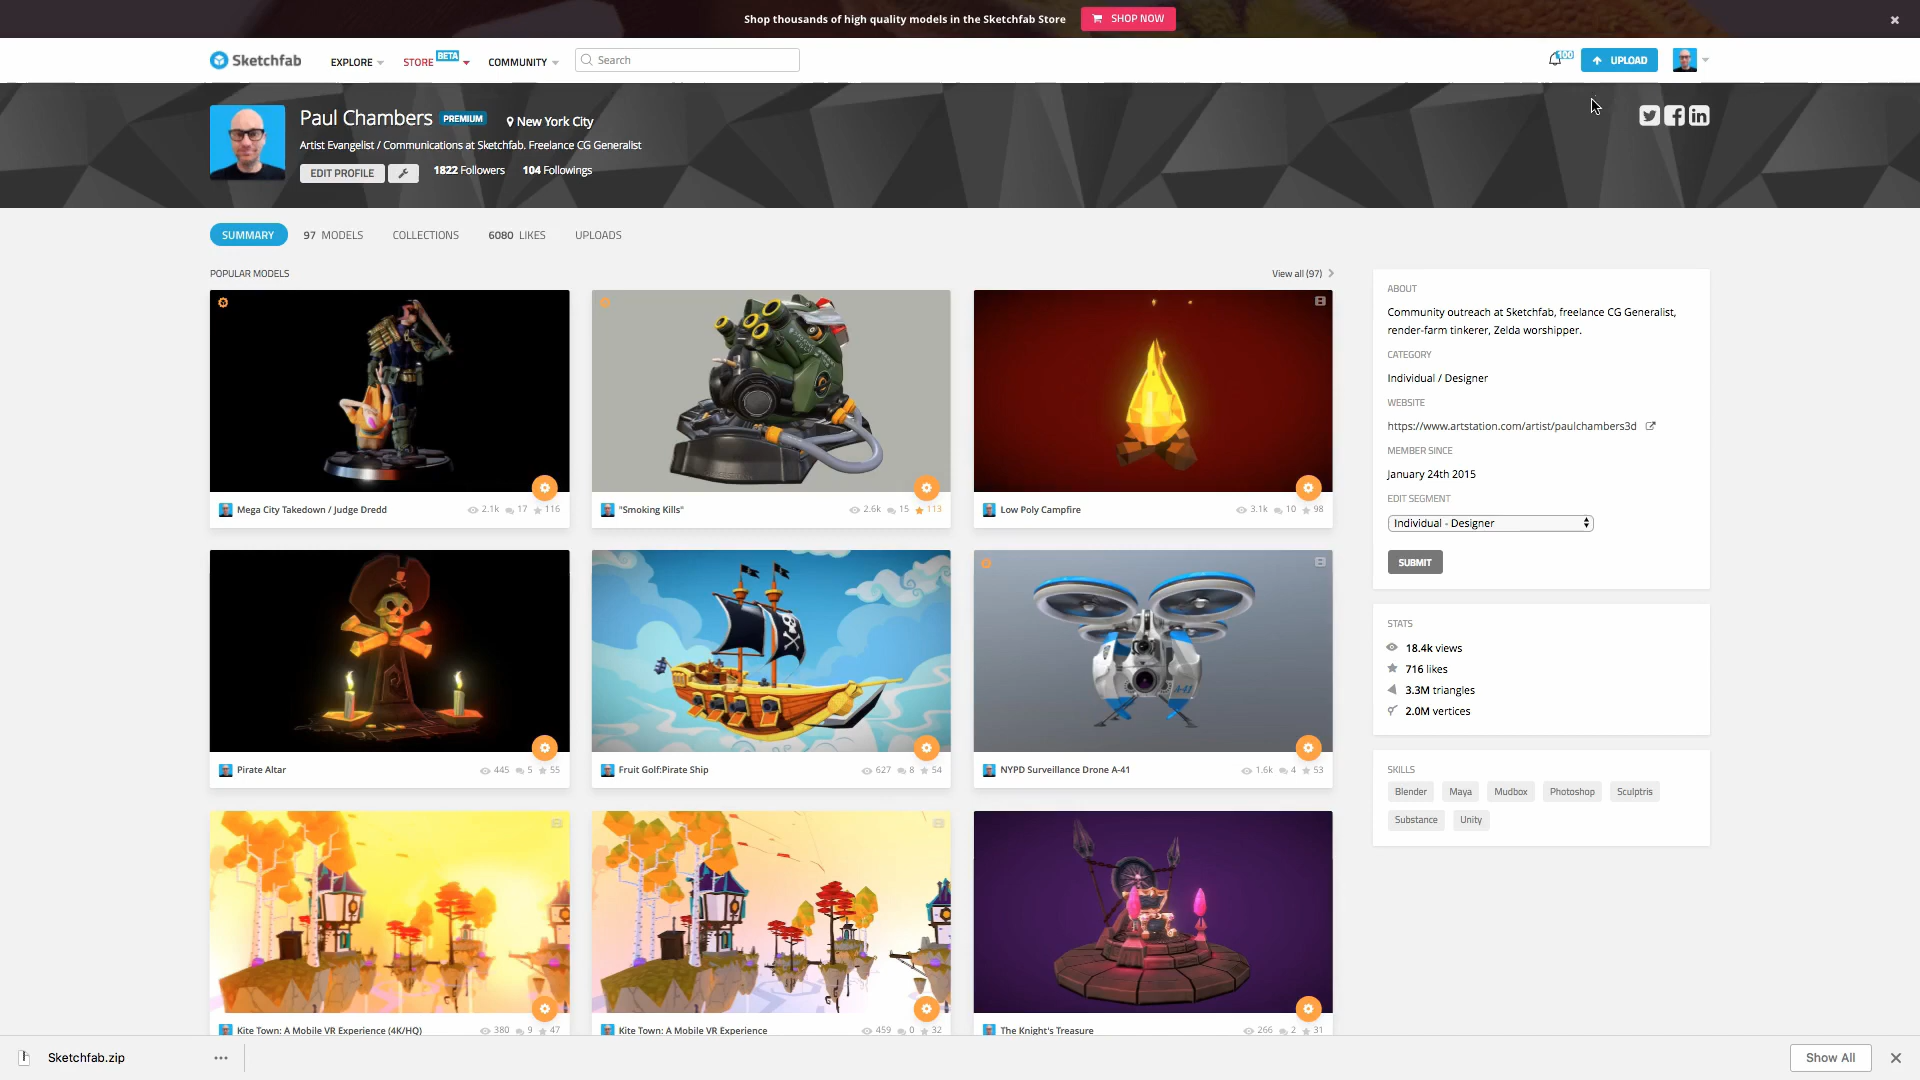 Shop thousands of high quality models in the Sketchfab Store SHOP NOW
Sketchfab EXPLORE STORE BETA COMMUNITY Search 100 UPLOAD
Paul Chambers PREMIUM New York City
Artist Evangelist / Communications at Sketchfab. Freelance CG Generalist
EDIT PROFILE 1822 Followers 104 Followings
SUMMARY 97 MODELS COLLECTIONS 6080 LIKES UPLOADS
POPULAR MODELS View all (97)
Mega City Takedown / Judge Dredd 2.1k 17 116
"Smoking Kills" 2.6k 15 113
Low Poly Campfire 3.1k 10 98
Pirate Altar 445 5 55
Fruit Golf:Pirate Ship 627 8 54
A-41
NYPD Surveillance Drone A-41 1.6k 4 53
Kite Town: A Mobile VR Experience (4K/HQ) 380 9 47
Kite Town: A Mobile VR Experience 459 0 32
The Knight's Treasure 266 2 31
ABOUT
Community outreach at Sketchfab, freelance CG Generalist,
render-farm tinkerer, Zelda worshipper.
CATEGORY
Individual / Designer
WEBSITE
https://www.artstation.com/artist/paulchambers3d
MEMBER SINCE
January 24th 2015
EDIT SEGMENT
Individual - Designer
SUBMIT
STATS
18.4k views
716 likes
3.3M triangles
2.0M vertices
SKILLS
Blender Maya Mudbox Photoshop Sculptris
Substance Unity
Sketchfab.zip Show All